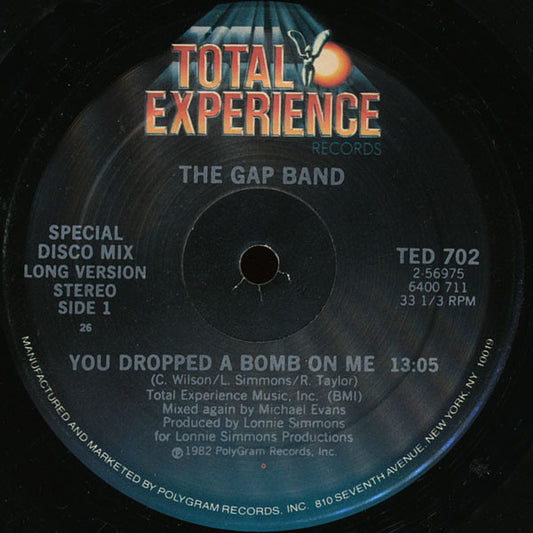 TOTAL
EXPERIENCE
RECORDS
THE GAP BAND
SPECIAL
DISCO MIX
LONG VERSION
STEREO
SIDE 1
26
TED 702
2-56975
6400 711
33 1/3 RPM
YOU DROPPED A BOMB ON ME 13:05
(C. Wilson/L. Simmons/R. Taylor)
Total Experience Music, Inc. (BMI)
Mixed again by Michael Evans
Produced by Lonnie Simmons
for Lonnie Simmons Productions
Ⓟ1982 PolyGram Records, Inc.
MANUFACTURED AND MARKETED BY POLYGRAM RECORDS, INC. 810 SEVENTH AVENUE, NEW YORK, NY 10019